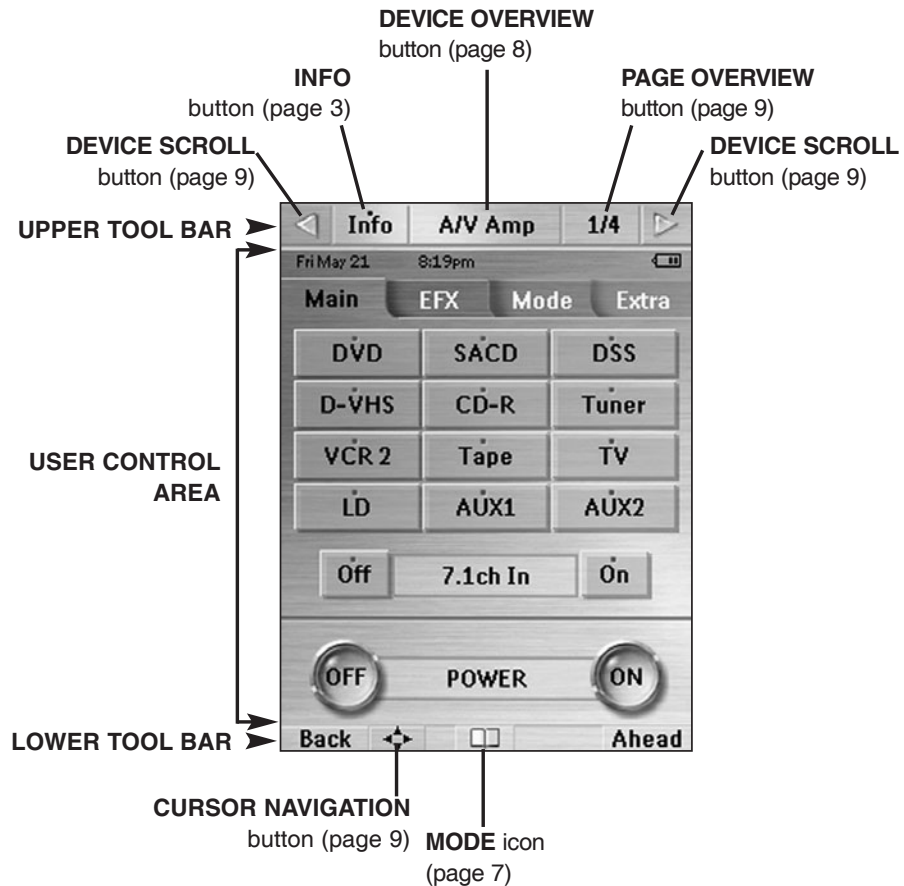 DEVICE OVERVIEW
button (page 8)
INFO
button (page 3)
PAGE OVERVIEW
button (page 9)
DEVICE SCROLL
button (page 9)
DEVICE SCROLL
button (page 9)
UPPER TOOL BAR
Info A/V Amp 1/4
Fri May 21 8:19pm
Main EFX Mode Extra
DVD SACD DSS
D-VHS CD-R Tuner
VCR 2 Tape TV
LD AUX1 AUX2
USER CONTROL
AREA
Off 7.1ch In On
OFF POWER ON
LOWER TOOL BAR
Back Ahead
CURSOR NAVIGATION
button (page 9)
MODE icon
(page 7)